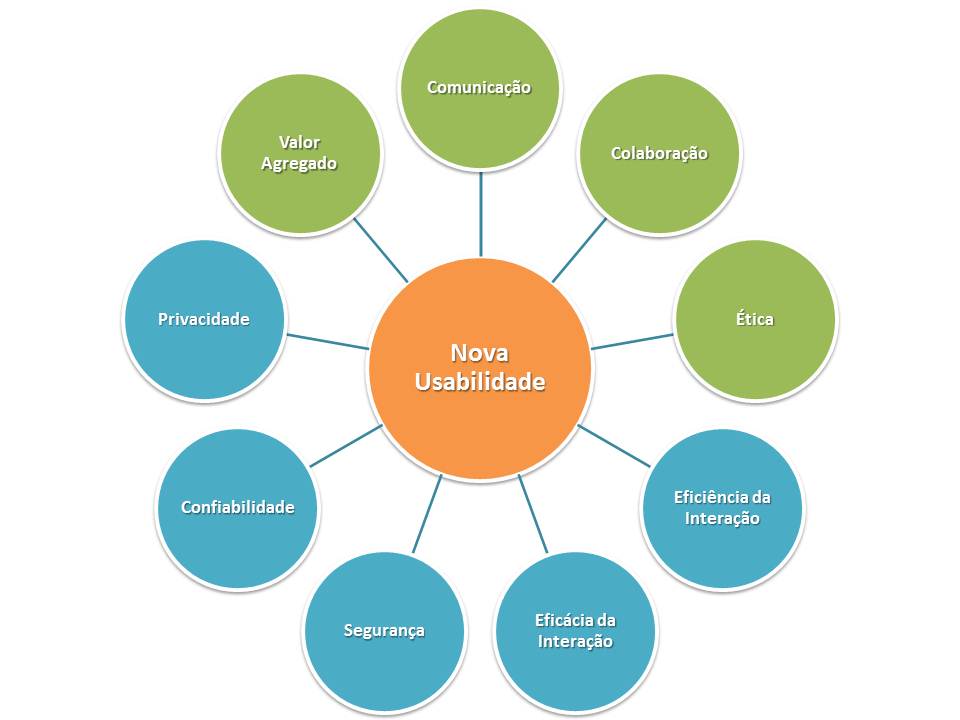 Comunicação
Valor
Agregado
Colaboração
Privacidade
Ética
Nova
Usabilidade
Confiabilidade
Eficiência da
Interação
Segurança
Eficácia da
Interação